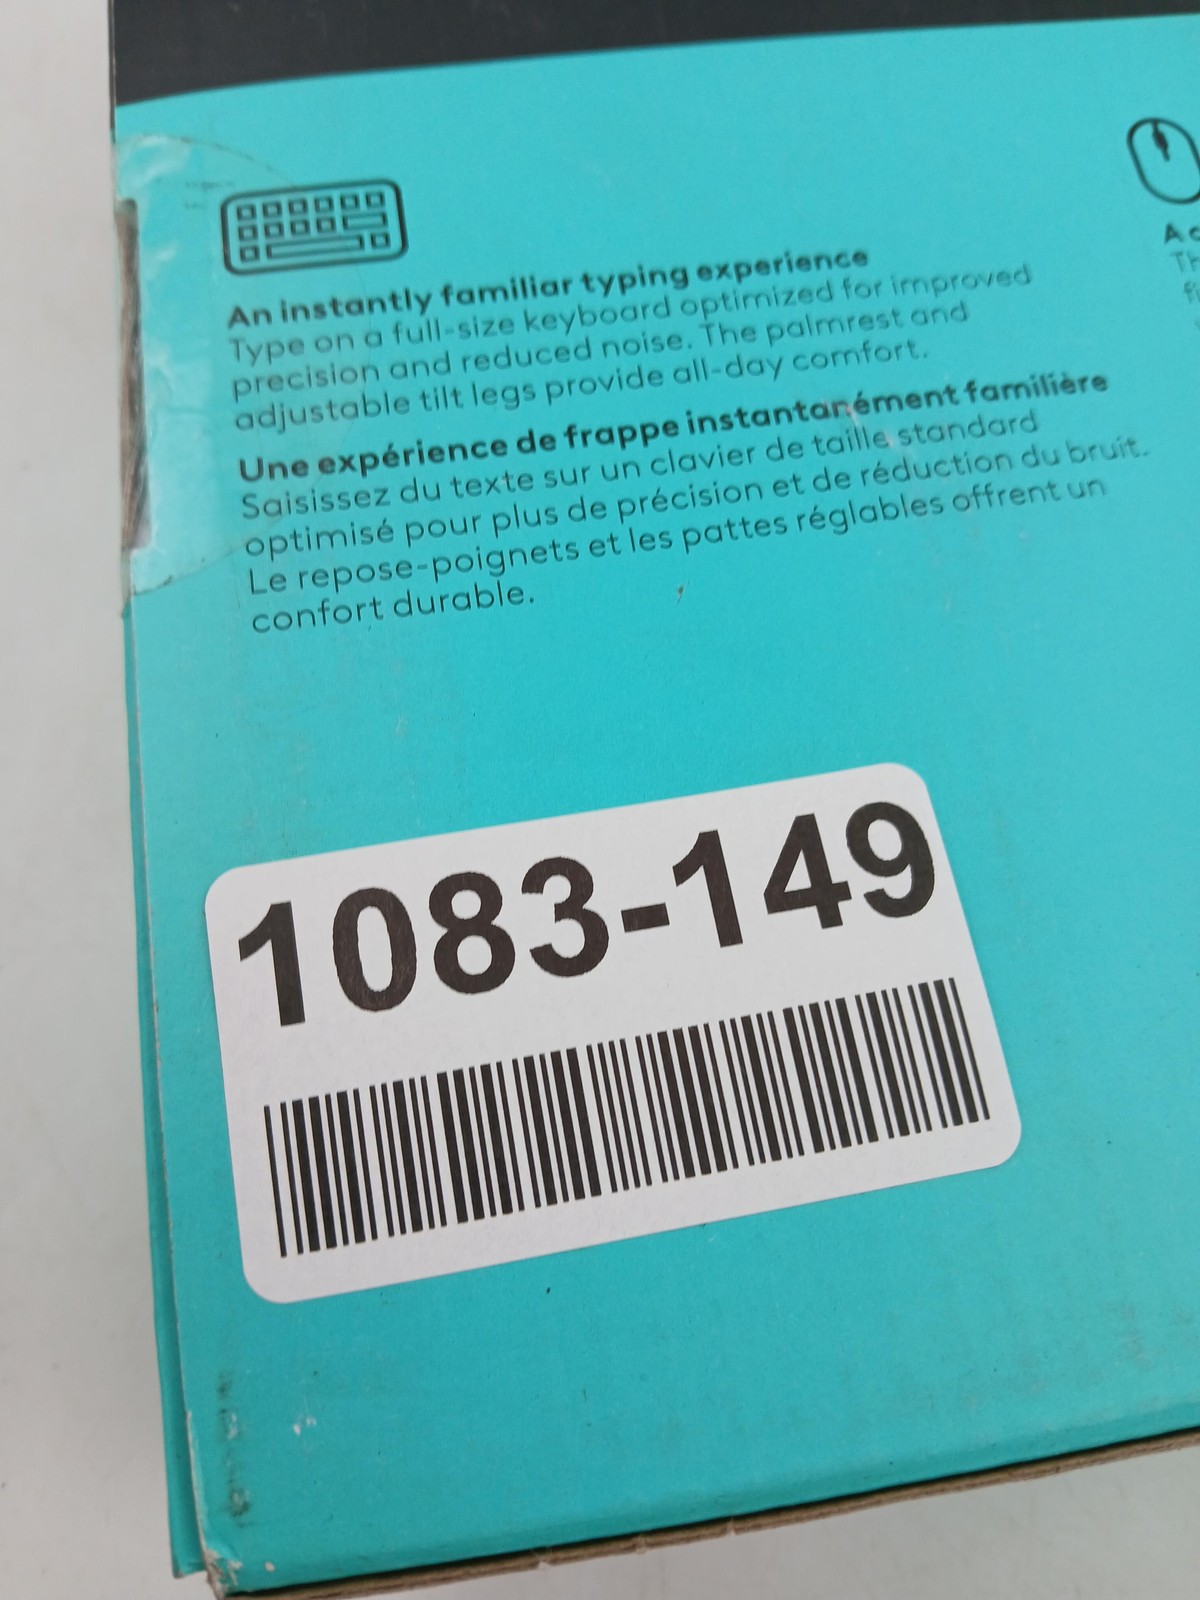 An instantly familiar typing experience
Type on a full-size keyboard optimized for improved
precision and reduced noise. The palmrest and
adjustable tilt legs provide all-day comfort.
Une expérience de frappe instantanément familière
Saisissez du texte sur un clavier de taille standard
optimisé pour plus de précision et de réduction du bruit.
Le repose-poignets et les pattes réglables offrent un
confort durable.
A
1083-149